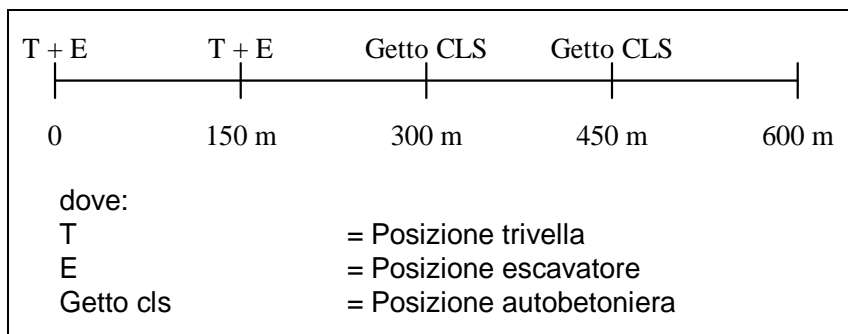 T + E T + E Getto CLS Getto CLS
0 150 m 300 m 450 m 600 m
dove:
T = Posizione trivella
E = Posizione escavatore
Getto cls = Posizione autobetoniera